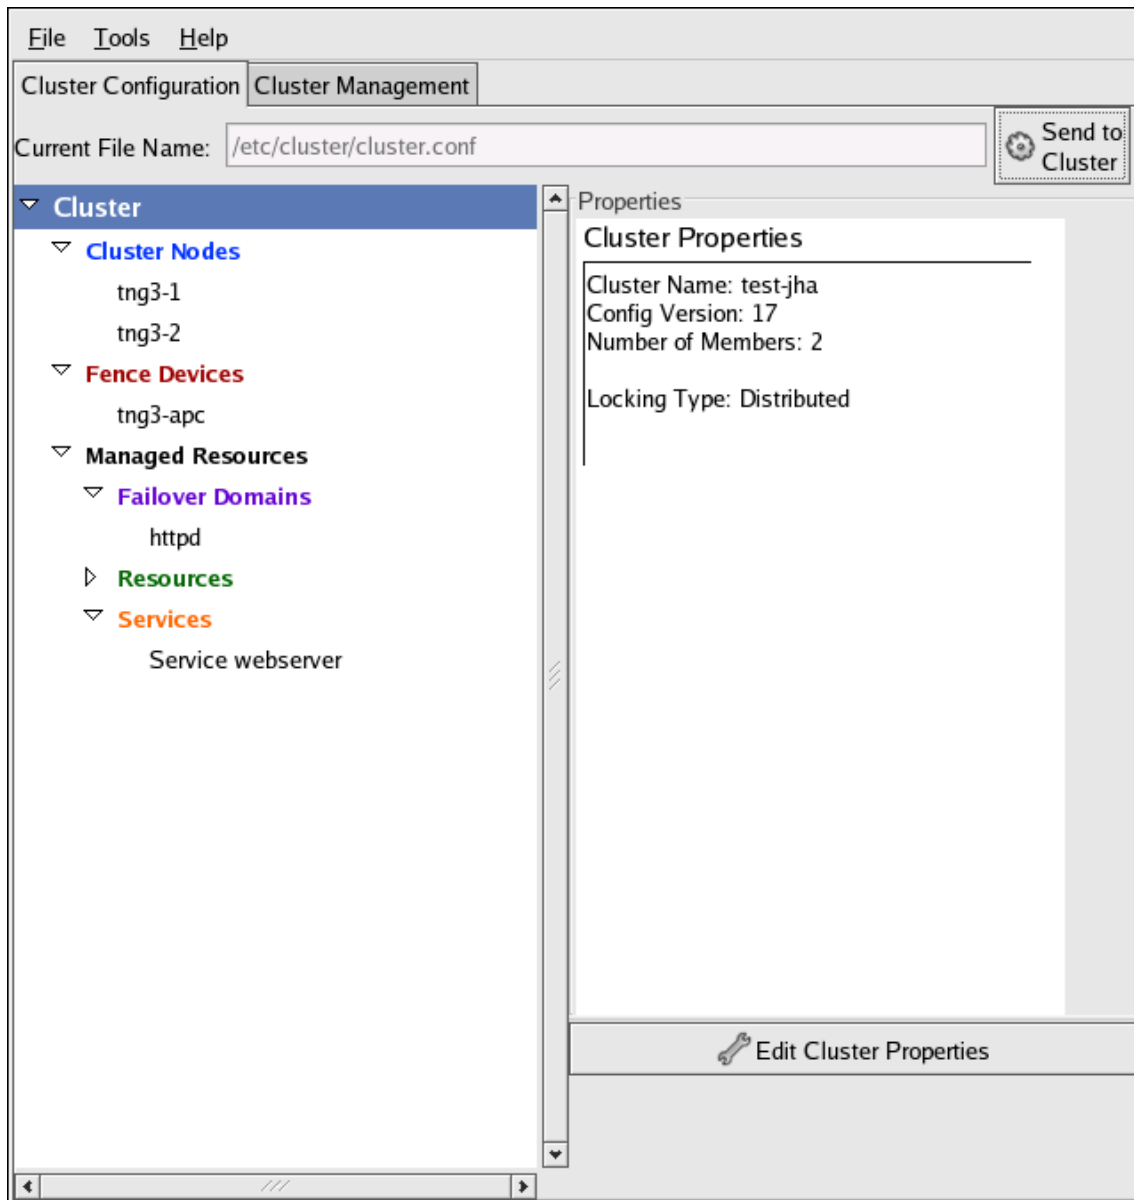 File Tools Help
Cluster Configuration Cluster Management
Current File Name: /etc/cluster/cluster.conf
Send to
Cluster
Cluster
Cluster Nodes
tng3-1
tng3-2
Fence Devices
tng3-apc
Managed Resources
Failover Domains
httpd
Resources
Services
Service webserver
Properties
Cluster Properties
Cluster Name: test-jha
Config Version: 17
Number of Members: 2
Locking Type: Distributed
Edit Cluster Properties